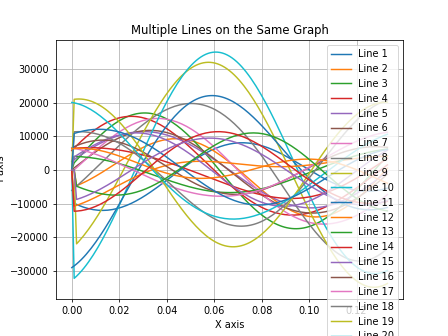 Multiple Lines on the Same Graph
30000
20000
10000
0
−10000
−20000
−30000
0.00
0.02
0.04
0.06
0.08
0.10
X axis
axis
Line 1
Line 2
Line 3
Line 4
Line 5
Line 6
Line 7
Line 8
Line 9
Line 10
Line 11
Line 12
Line 13
Line 14
Line 15
Line 16
Line 17
Line 18
Line 19
Line 20